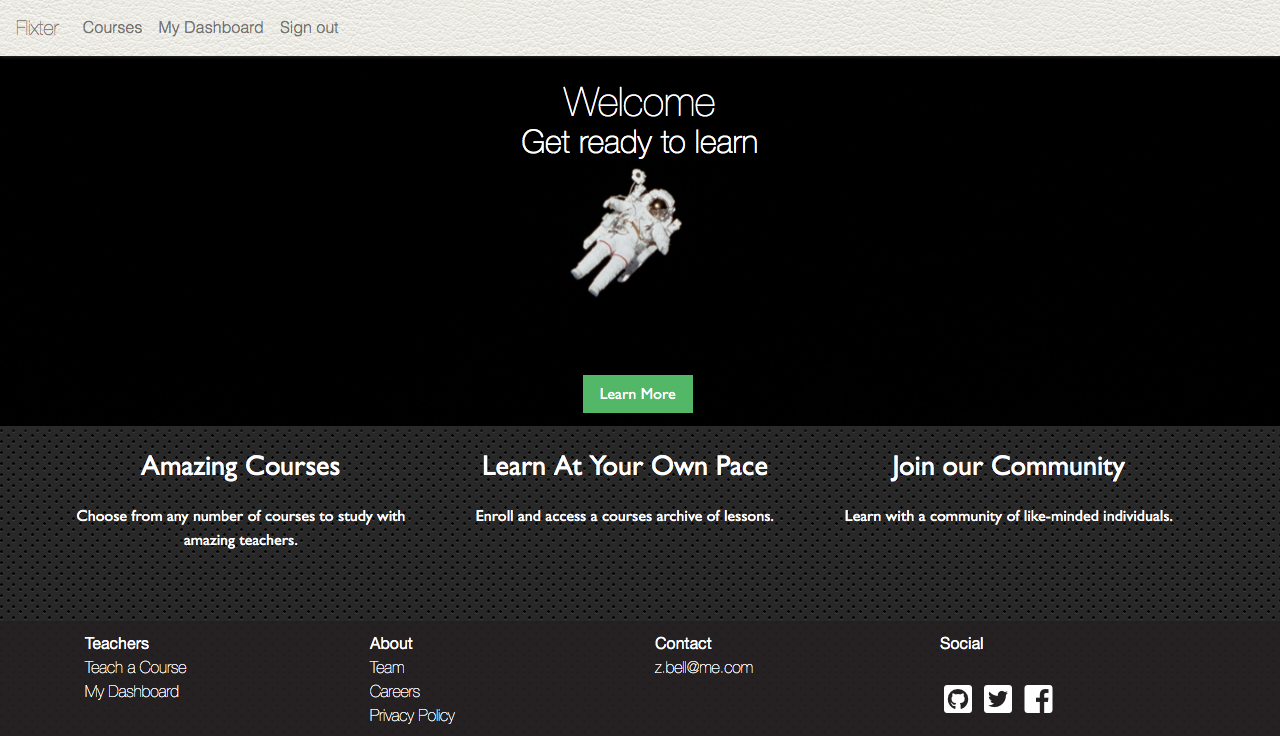 Flixter Courses My Dashboard Sign out
Welcome
Get ready to learn
Learn More
Amazing Courses
Choose from any number of courses to study with
amazing teachers.
Learn At Your Own Pace
Enroll and access a courses archive of lessons.
Join our Community
Learn with a community of like-minded individuals.
Teachers
Teach a Course
My Dashboard
About
Team
Careers
Privacy Policy
Contact
z.bell@me.com
Social